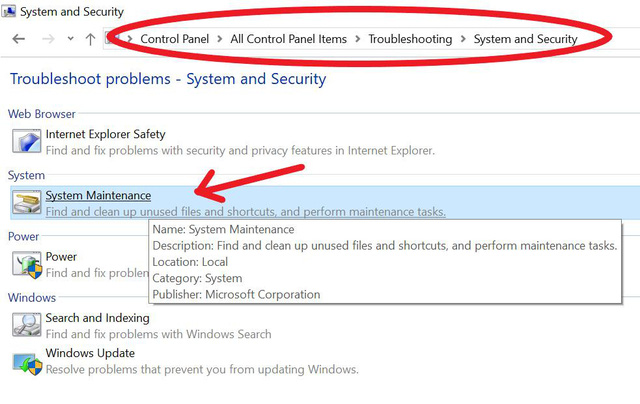 System and Security
Control Panel > All Control Panel Items > Troubleshooting > System and Security
Troubleshoot problems - System and Security
Web Browser
Internet Explorer Safety
Find and fix problems with security and privacy features in Internet Explorer.
System
System Maintenance
Find and clean up unused files and shortcuts, and perform maintenance tasks.
Name: System Maintenance
Description: Find and clean up unused files and shortcuts, and perform maintenance tasks.
Location: Local
Category: System
Publisher: Microsoft Corporation
Power
Power
Find and fix
Windows
Search and Indexing
Find and fix problems with Windows Search
Windows Update
Resolve problems that prevent you from updating Windows.